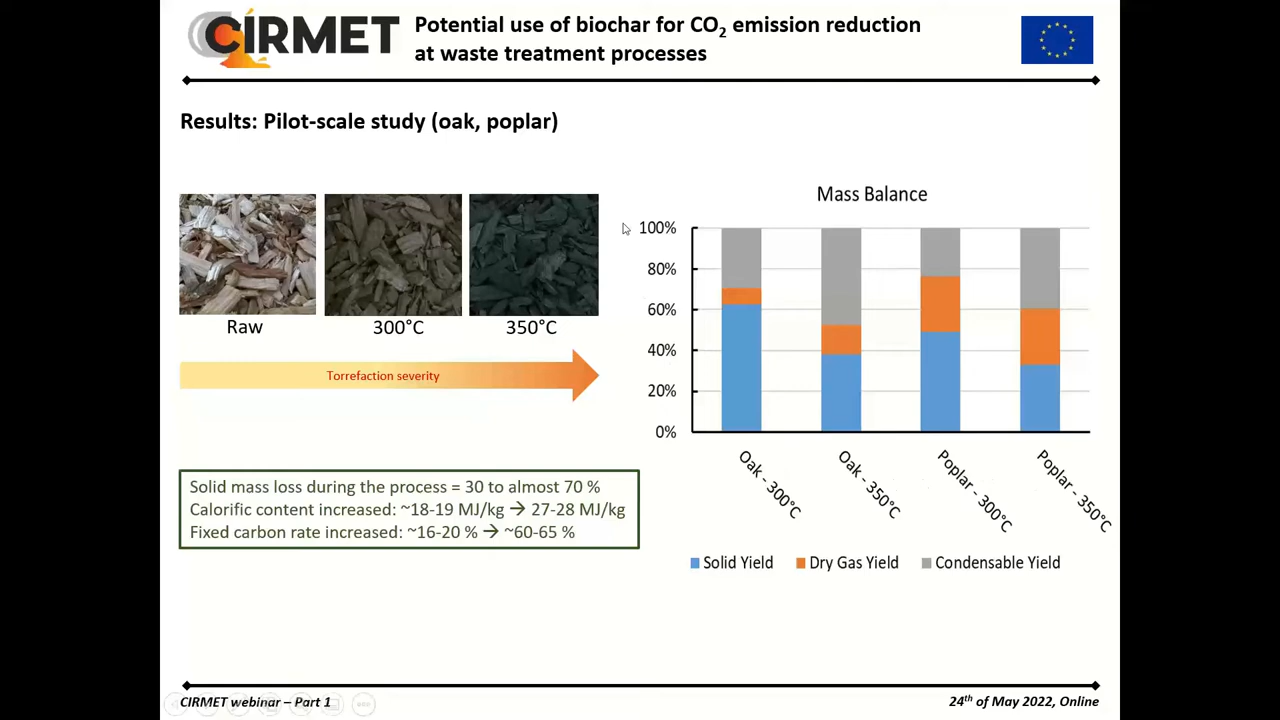 CIRMET
Potential use of biochar for CO₂ emission reduction
at waste treatment processes
Results: Pilot-scale study (oak, poplar)
Raw
300°C
350°C
Torrefaction severity
Solid mass loss during the process = 30 to almost 70 %
Calorific content increased: ~18-19 MJ/kg → 27-28 MJ/kg
Fixed carbon rate increased: ~16-20 % → ~60-65 %
Mass Balance
100%
80%
60%
40%
20%
0%
Oak - 300°C
Oak - 350°C
Poplar - 300°C
Poplar - 350°C
Solid Yield
Dry Gas Yield
Condensable Yield
CIRMET webinar – Part 1
24th of May 2022, Online